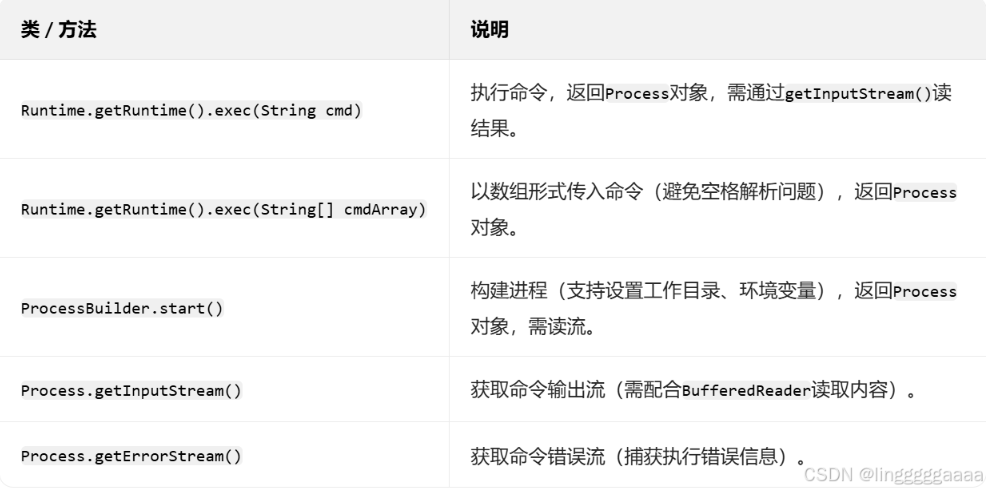 类 / 方法
说明
Runtime.getRuntime().exec(String cmd)
执行命令，返回Process对象，需通过getInputStream()读
结果。
Runtime.getRuntime().exec(String[] cmdArray)
以数组形式传入命令（避免空格解析问题），返回Process
对象。
ProcessBuilder.start()
构建进程（支持设置工作目录、环境变量），返回Process
对象，需读流。
Process.getInputStream()
获取命令输出流（需配合BufferedReader读取内容）。
Process.getErrorStream()
获取命令错误流（捕获执行错误信息）。
CSDN @lingggggaaaa